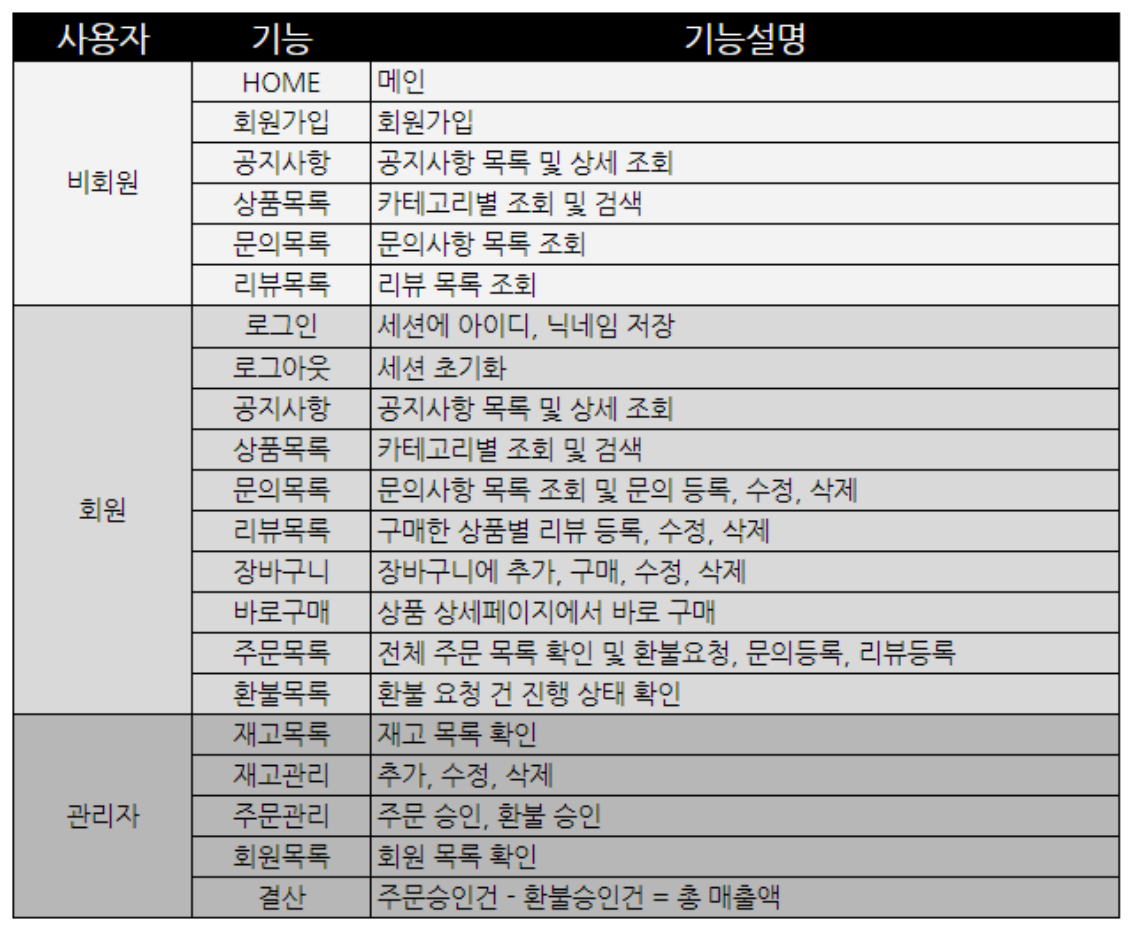 사용자 기능 기능설명
비회원
HOME 메인
회원가입 회원가입
공지사항 공지사항 목록 및 상세 조회
상품목록 카테고리별 조회 및 검색
문의목록 문의사항 목록 조회
리뷰목록 리뷰 목록 조회
회원
로그인 세션에 아이디, 닉네임 저장
로그아웃 세션 초기화
공지사항 공지사항 목록 및 상세 조회
상품목록 카테고리별 조회 및 검색
문의목록 문의사항 목록 조회 및 문의 등록, 수정, 삭제
리뷰목록 구매한 상품별 리뷰 등록, 수정, 삭제
장바구니 장바구니에 추가, 구매, 수정, 삭제
바로구매 상품 상세페이지에서 바로 구매
주문목록 전체 주문 목록 확인 및 환불요청, 문의등록, 리뷰등록
환불목록 환불 요청 건 진행 상태 확인
관리자
재고목록 재고 목록 확인
재고관리 추가, 수정, 삭제
주문관리 주문 승인, 환불 승인
회원목록 회원 목록 확인
결산 주문승인건 - 환불승인건 = 총 매출액